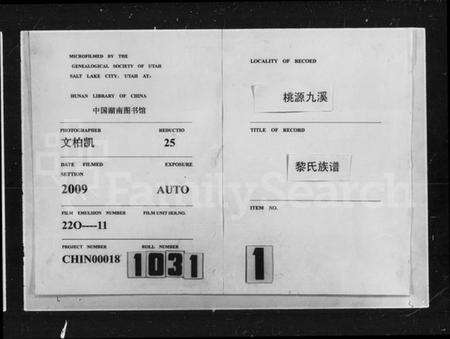 MICROFILMED BY THE
GENEALOGICAL SOCIETY OF UTAH
SALT LAKE CITY, UTAH AT:
HUNAN LIBRARY OF CHINA
中国湖南图书馆
PHOTOGRAPHER REDUCTIO
文柏凯 25
DATE FILMED EXPOSURE
SECTION
2009 AUTO
FILM EMULSION NUMBER FILM UNIT SER.NO.
22O----11
PROJECT NUMBER ROLL NUMBER
CHIN00018 1031
LOCALITY OF RECORD
桃源九溪
TITLE OF RECORD
黎氏族谱
ITEM NO.
1
FamilySearch